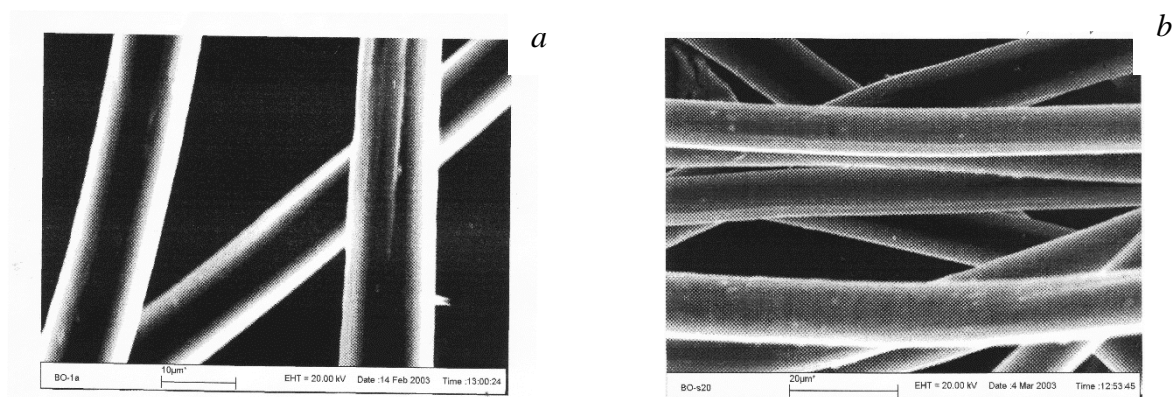 a
b
BO-1a 10µm* EHT = 20.00 kV Date :14 Feb 2003 Time :13:00:24
BO-s20 20µm* EHT = 20.00 kV Date :4 Mar 2003 Time :12:53:45